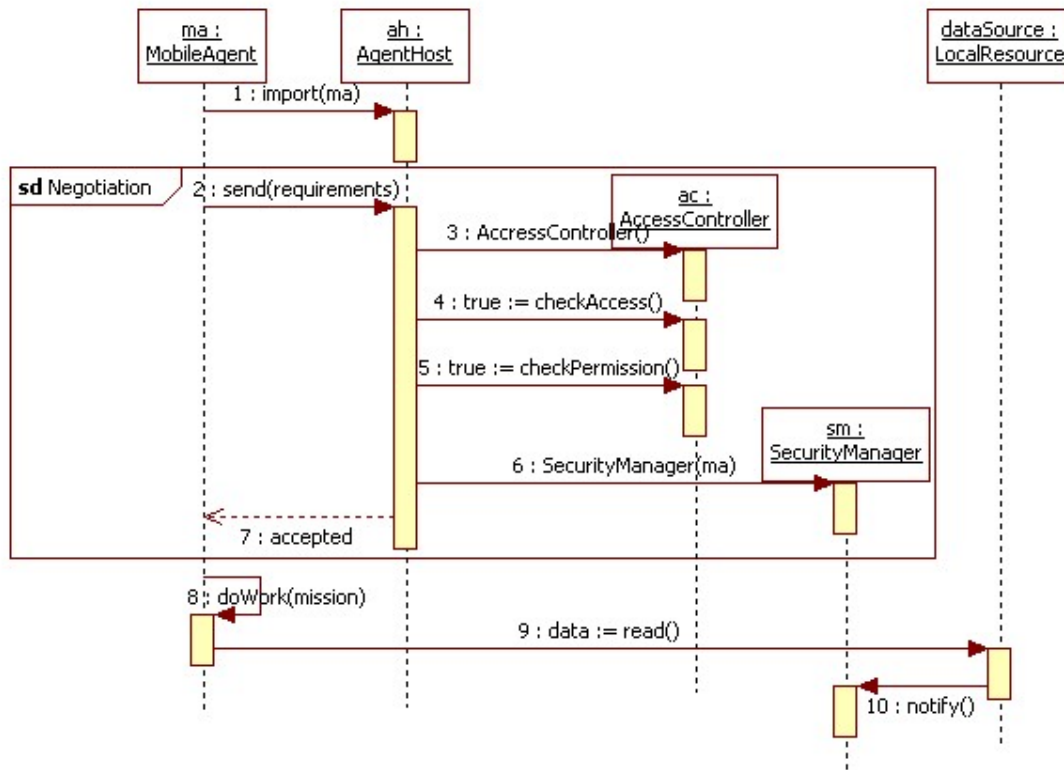 ma :
MobileAgent
ah :
AgentHost
dataSource :
LocalResource
1 : import(ma)
sd Negotiation
2 : send(requirements)
ac :
AccessController
3 : AccressController()
4 : true := checkAccess()
5 : true := checkPermission()
sm :
SecurityManager
6 : SecurityManager(ma)
7 : accepted
8 : doWork(mission)
9 : data := read()
10 : notify()